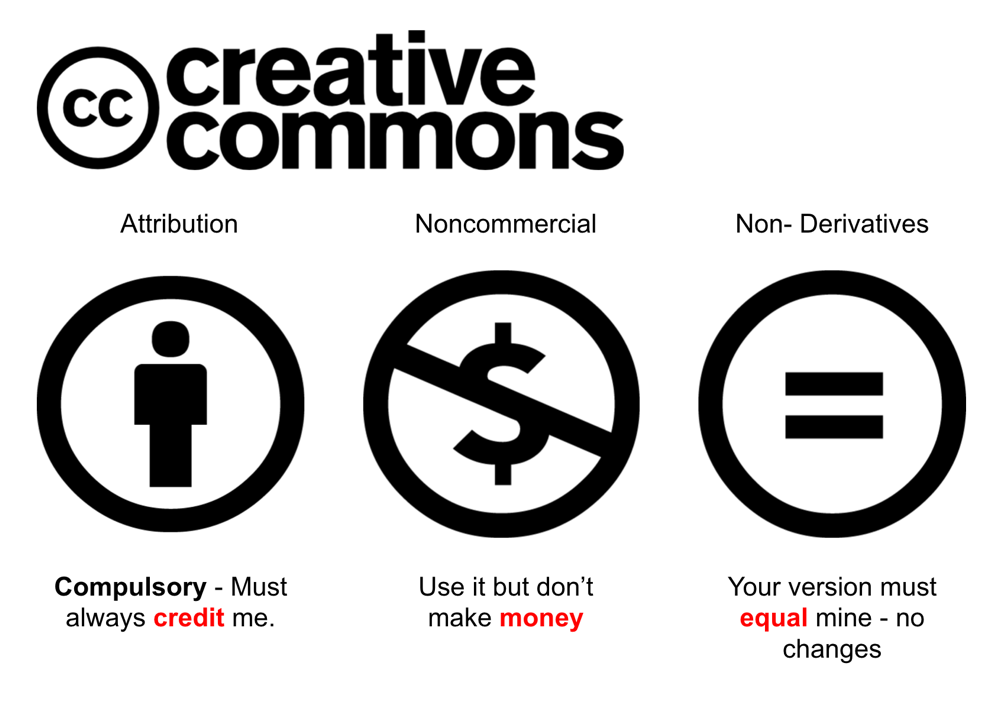 cc creative
commons
Attribution
Noncommercial
Non- Derivatives
$
=
Compulsory - Must
always credit me.
Use it but don’t
make money
Your version must
equal mine - no
changes